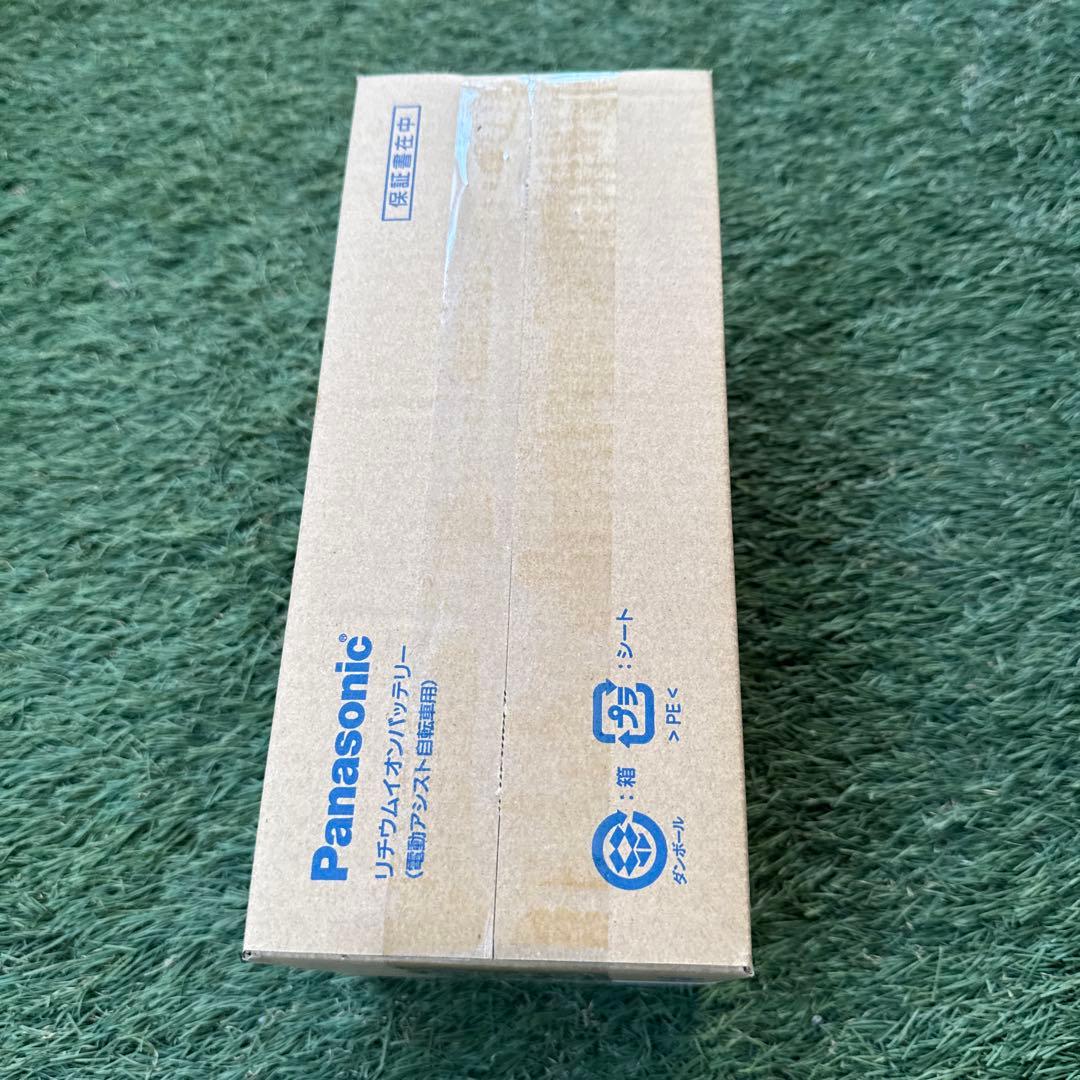 保証書在中
Panasonic®
リチウムイオンバッテリー
(電動アシスト自転車用)
プラ
:シート
>PE<
:箱
ダンボール